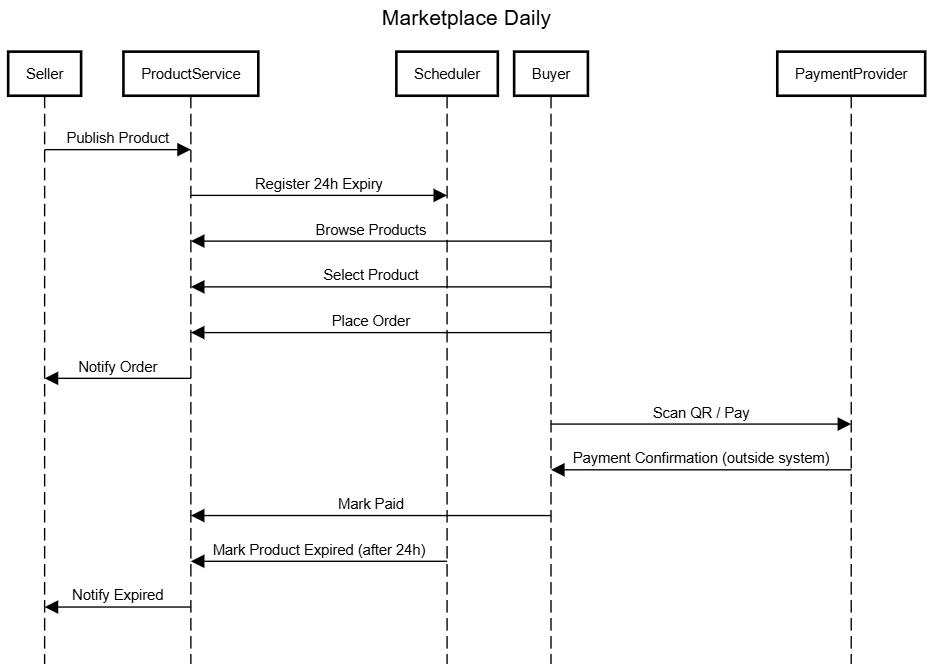 Marketplace Daily
Seller
ProductService
Scheduler
Buyer
PaymentProvider
Publish Product
Register 24h Expiry
Browse Products
Select Product
Place Order
Notify Order
Scan QR / Pay
Payment Confirmation (outside system)
Mark Paid
Mark Product Expired (after 24h)
Notify Expired